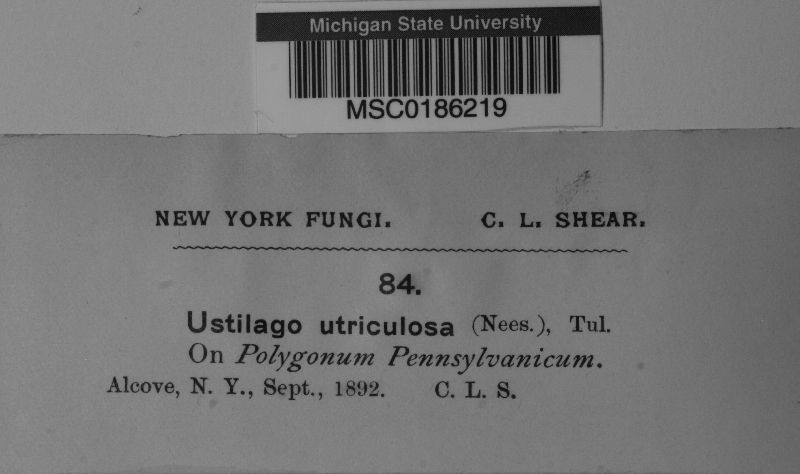 Michigan State University
MSC0186219
NEW YORK FUNGI. C. L. SHEAR.
84.
Ustilago utriculosa (Nees.), Tul.
On Polygonum Pennsylvanicum.
Alcove, N. Y., Sept., 1892. C. L. S.